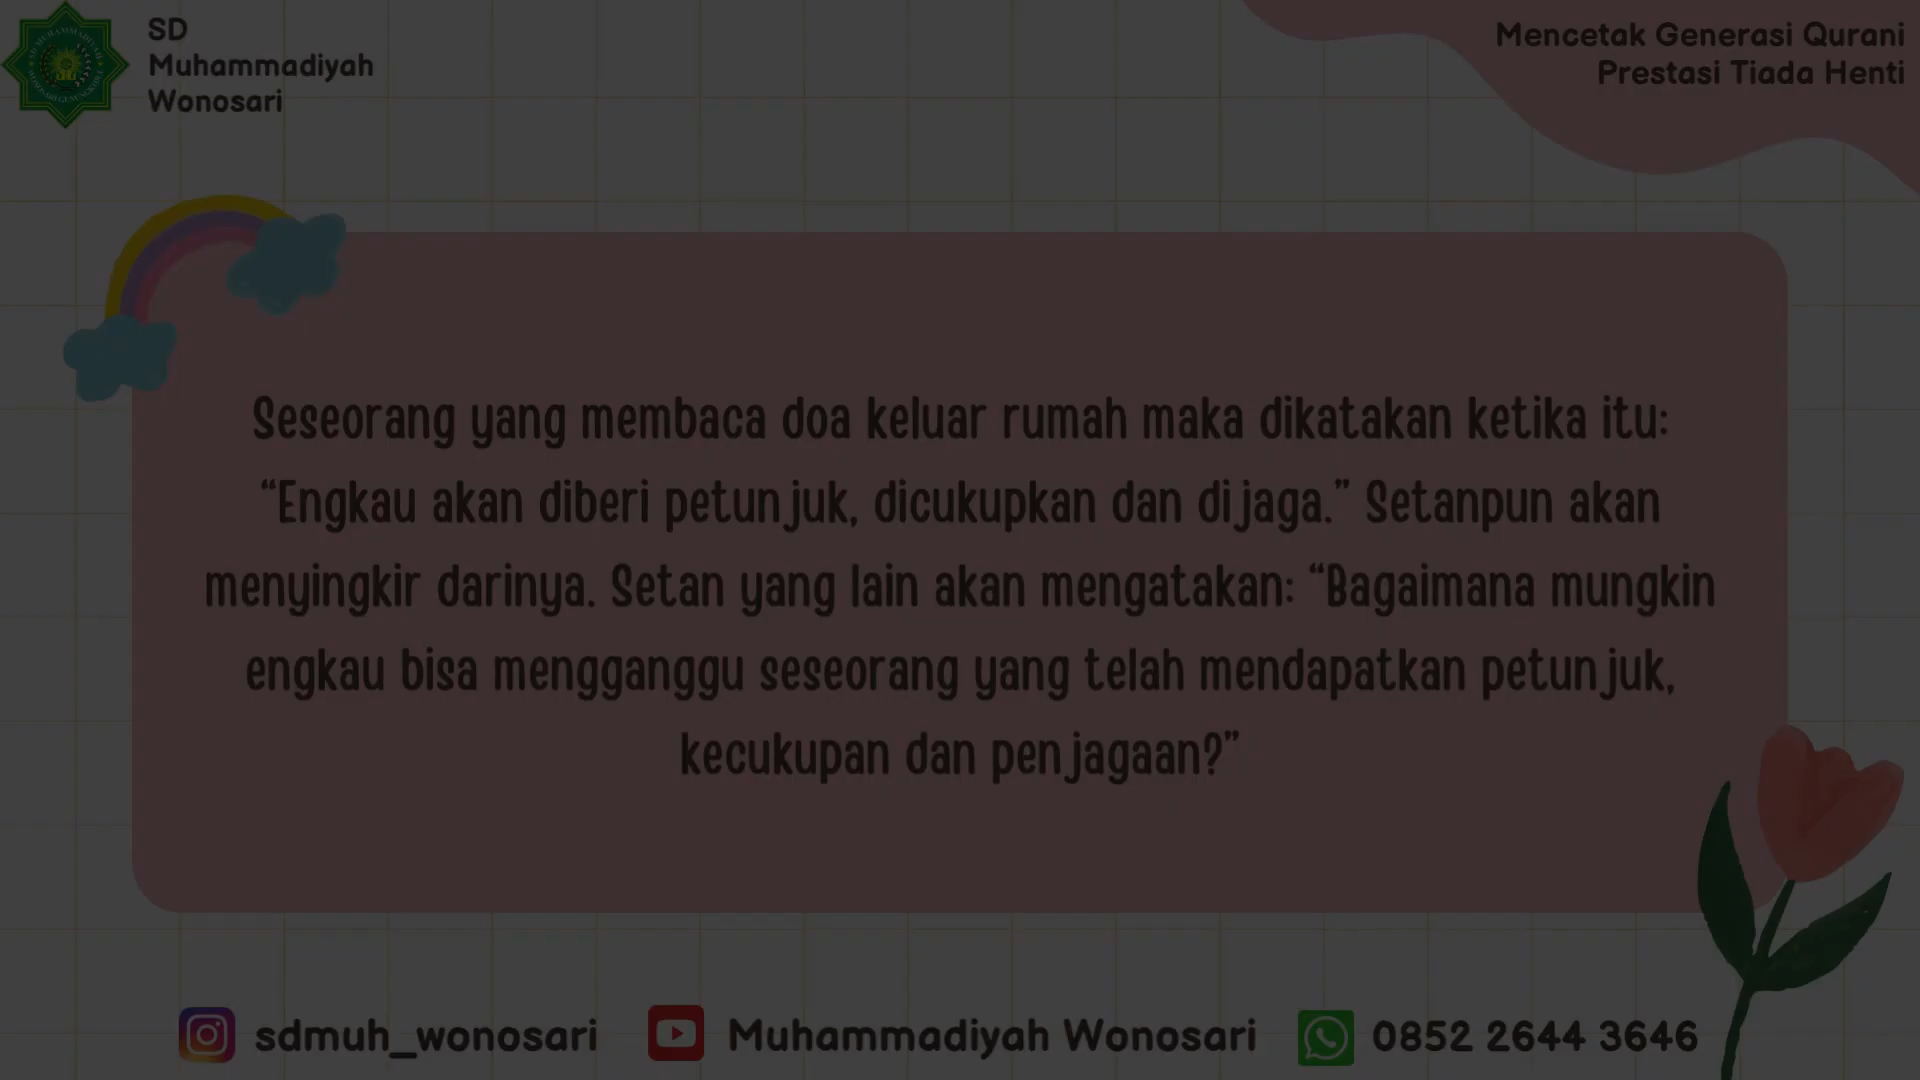 SD
Muhammadiyah
Wonosari
Mencetak Generasi Qurani
Prestasi Tiada Henti
Seseorang yang membaca doa keluar rumah maka dikatakan ketika itu:
“Engkau akan diberi petunjuk, dicukupkan dan dijaga.” Setanpun akan
menyingkir darinya. Setan yang lain akan mengatakan: “Bagaimana mungkin
engkau bisa mengganggu seseorang yang telah mendapatkan petunjuk,
kecukupan dan penjagaan?”
sdmuh_wonosari
Muhammadiyah Wonosari
0852 2644 3646